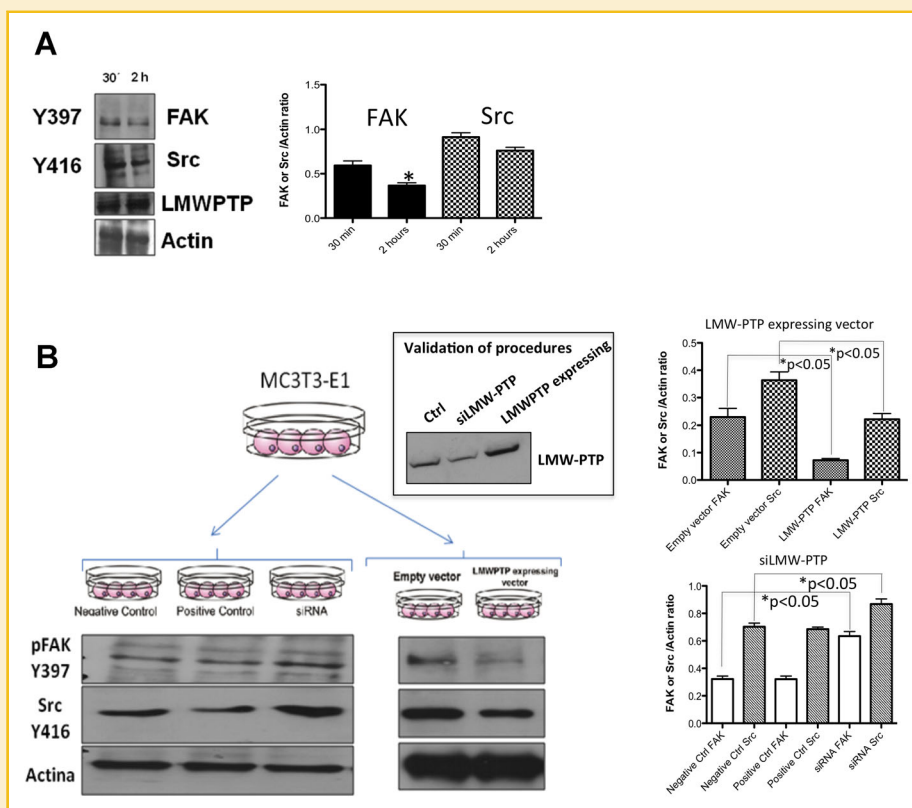 A
30´ 2 h
Y397 FAK
Y416 Src
LMWPTP
Actin
FAK or Src /Actin ratio
1.5
1.0
0.5
0.0
FAK Src
*
30 min
2 hours
30 min
2 hours
B
MC3T3-E1
Validation of procedures
Ctrl
siLMW-PTP
LMWPTP expressing
LMW-PTP
Negative Control Positive Control siRNA
Empty vector
LMWPTP expressing
vector
pFAK
Y397
Src
Y416
Actina
LMW-PTP expressing vector
FAK or Src /Actin ratio
0.5
0.4
0.3
0.2
0.1
0.0
*p<0.05
*p<0.05
Empty vector FAK
Empty vector Src
LMW-PTP FAK
LMW-PTP Src
siLMW-PTP
FAK or Src /Actin ratio
1.0
0.8
0.6
0.4
0.2
0.0
*p<0.05
*p<0.05
Negative Ctrl FAK
Negative Ctrl Src
Positive Ctrl FAK
Positive Ctrl Src
siRNA FAK
siRNA Src